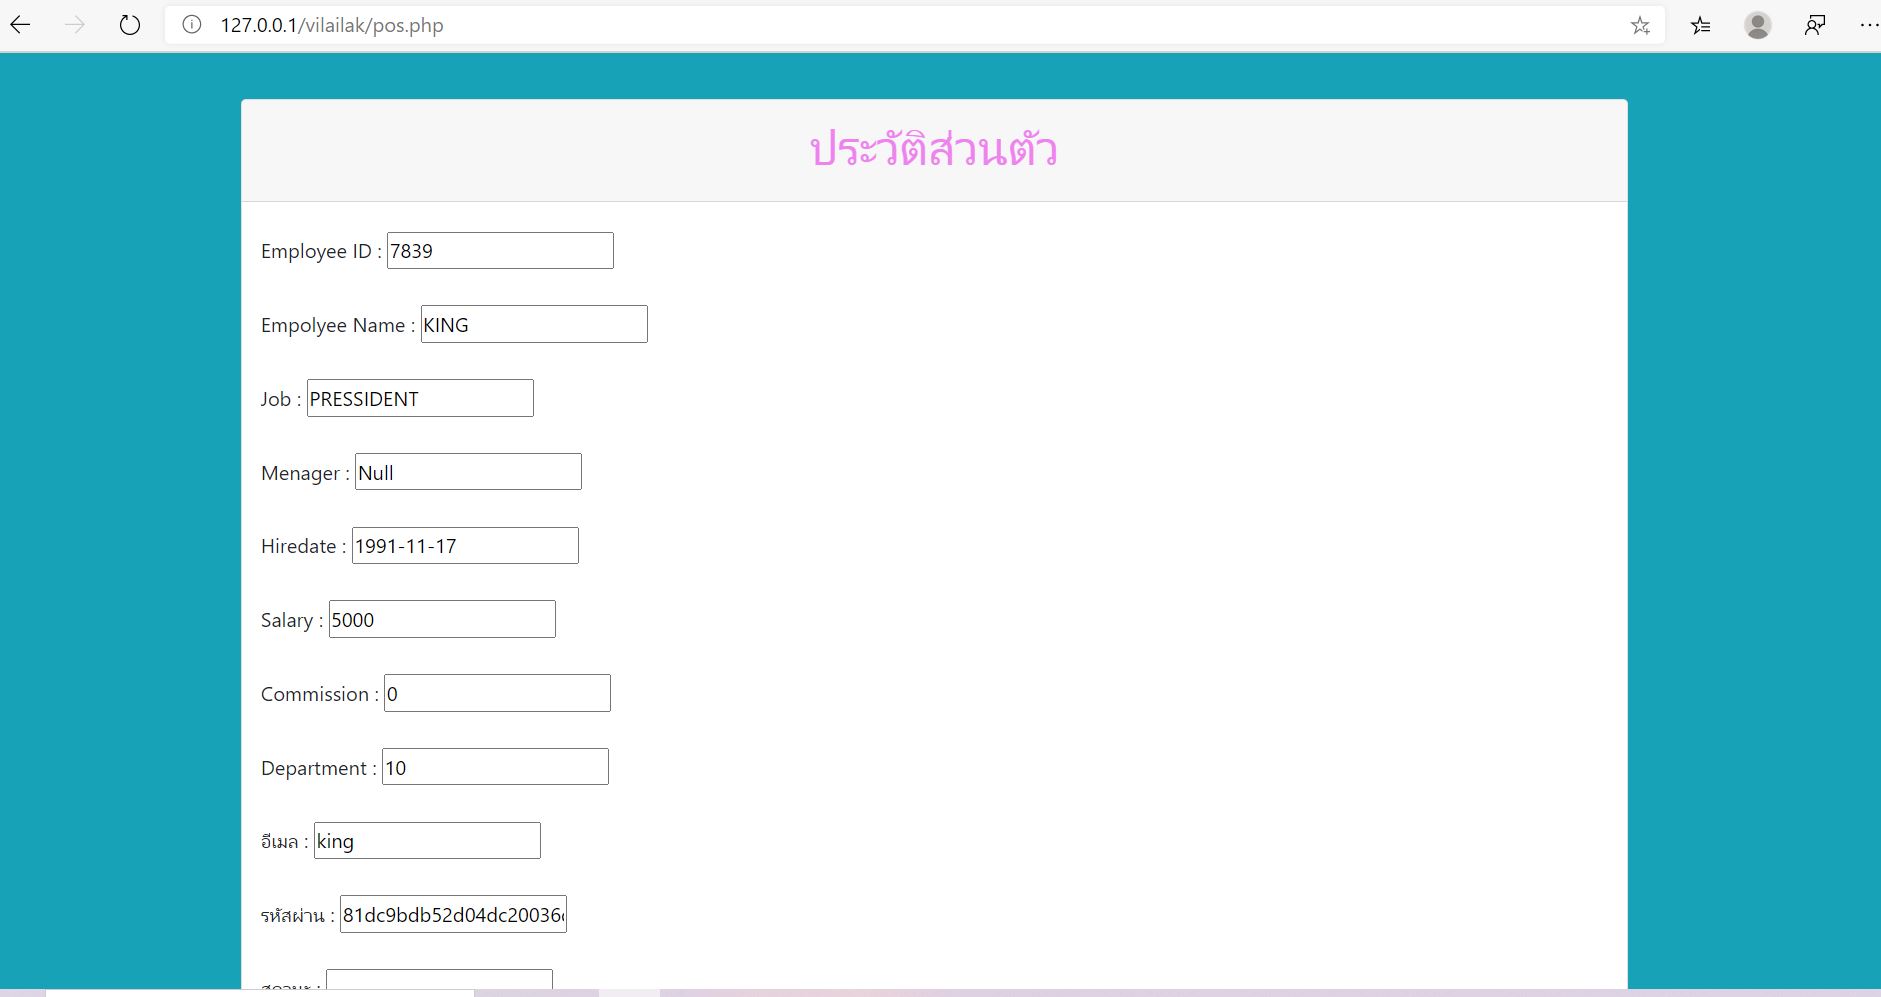 127.0.0.1/vilailak/pos.php
ประวัติส่วนตัว
Employee ID : 7839
Empolyee Name : KING
Job : PRESSIDENT
Menager : Null
Hiredate : 1991-11-17
Salary : 5000
Commission : 0
Department : 10
อีเมล : king
รหัสผ่าน : 81dc9bdb52d04dc20036